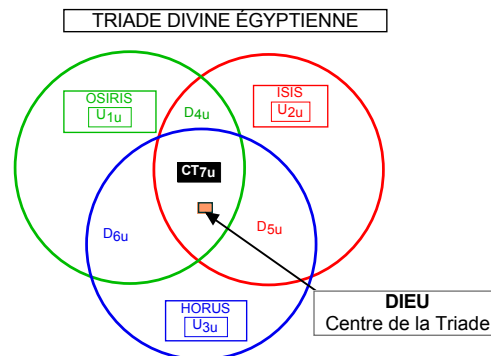 TRIADE DIVINE ÉGYPTIENNE
OSIRIS
U1u
D4u
ISIS
U2u
CT7u
D6u
D5u
HORUS
U3u
DIEU
Centre de la Triade